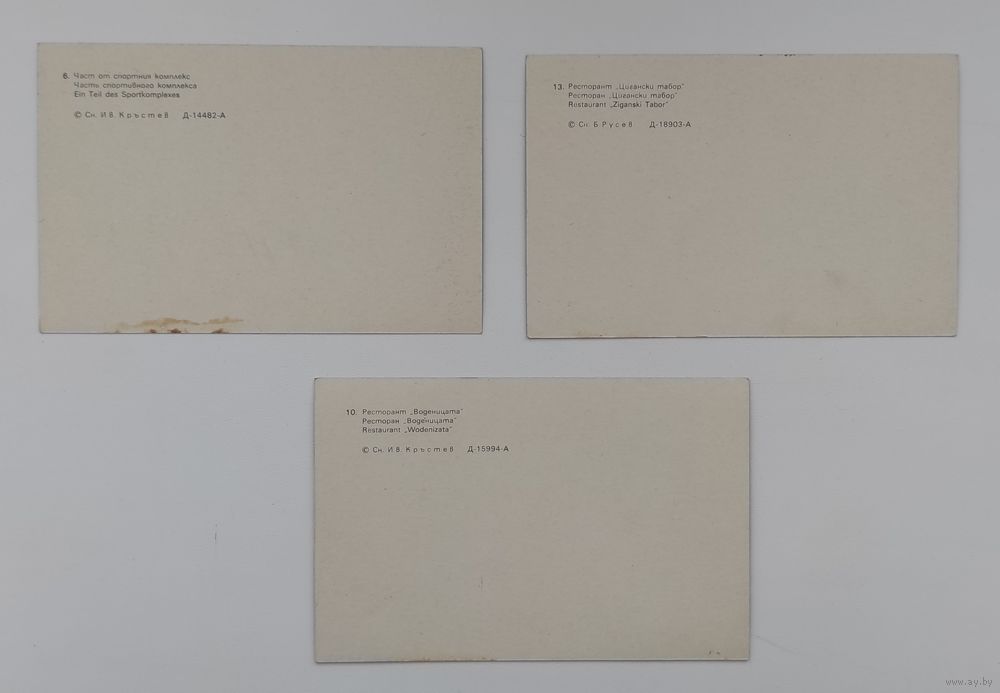 6. Част от спортния комплекс
Часть спортивного комплекса
Ein Teil des Sportkomplexes
© Сн. Ив. Кръстев Д-14482-А
13. Ресторант „Цигански табор"
Ресторан „Цигански табор"
Restaurant „Ziganski Tabor"
© Сн. Б Русев Д-18903-А
10. Ресторант „Воденицата"
Ресторан „Воденицата"
Restaurant „Wodenizata"
© Сн. Ив. Кръстев Д-15994-А
www.ay.by